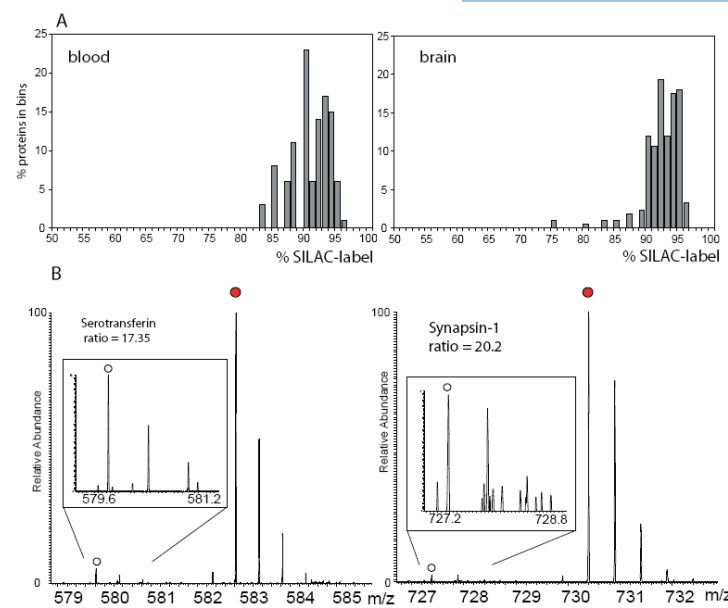 A
blood
brain
% proteins in bins
25
20
15
10
5
0
50 55 60 65 70 75 80 85 90 95 100
% SILAC-label
25
20
15
10
5
0
50 55 60 65 70 75 80 85 90 95 100
% SILAC-label
B
100
Relative Abundance
0
Serotransferin
ratio = 17.35
579.6 581.2
579 580 581 582 583 584 585 m/z
100
Relative Abundance
0
Synapsin-1
ratio = 20.2
727.2 728.8
727 728 729 730 731 732 m/z